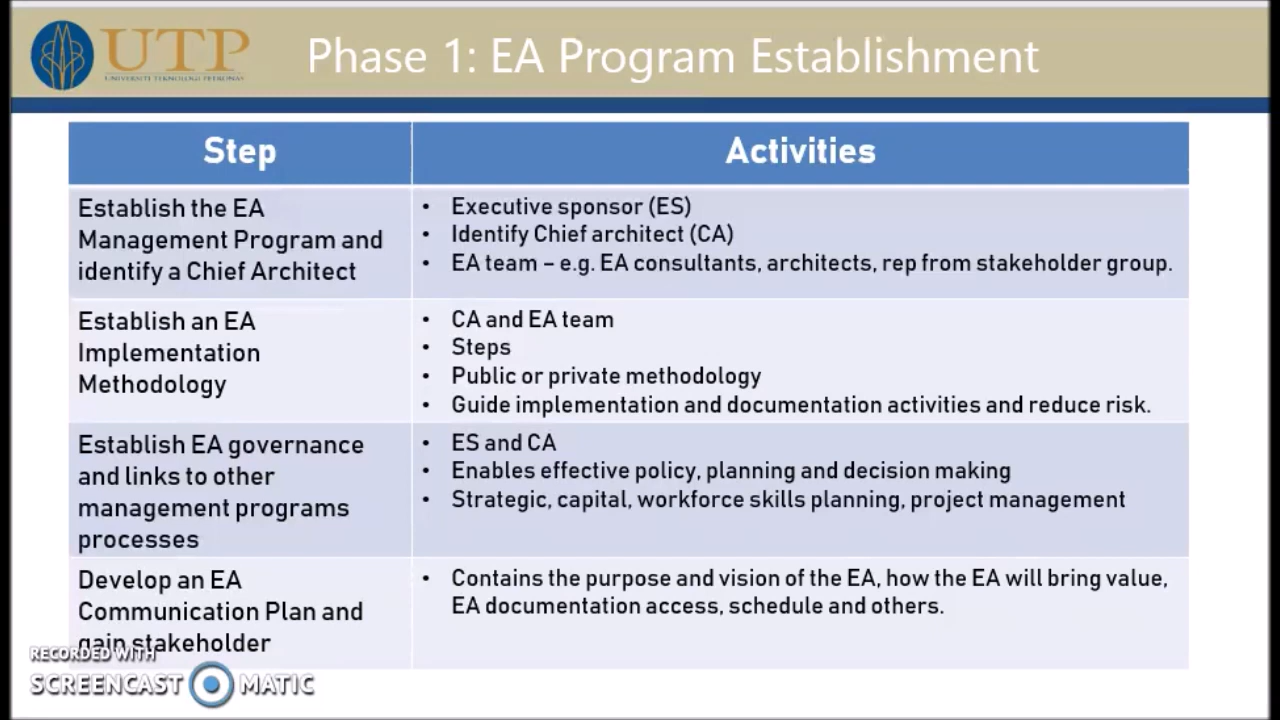 UTP
UNIVERSITI TEKNOLOGI PETRONAS
Phase 1: EA Program Establishment
Step
Activities
Establish the EA
Management Program and
identify a Chief Architect
• Executive sponsor (ES)
• Identify Chief architect (CA)
• EA team – e.g. EA consultants, architects, rep from stakeholder group.
Establish an EA
Implementation
Methodology
• CA and EA team
• Steps
• Public or private methodology
• Guide implementation and documentation activities and reduce risk.
Establish EA governance
and links to other
management programs
processes
• ES and CA
• Enables effective policy, planning and decision making
• Strategic, capital, workforce skills planning, project management
Develop an EA
Communication Plan and
gain stakeholder
• Contains the purpose and vision of the EA, how the EA will bring value,
EA documentation access, schedule and others.
RECORDED WITH
SCREENCAST MATIC